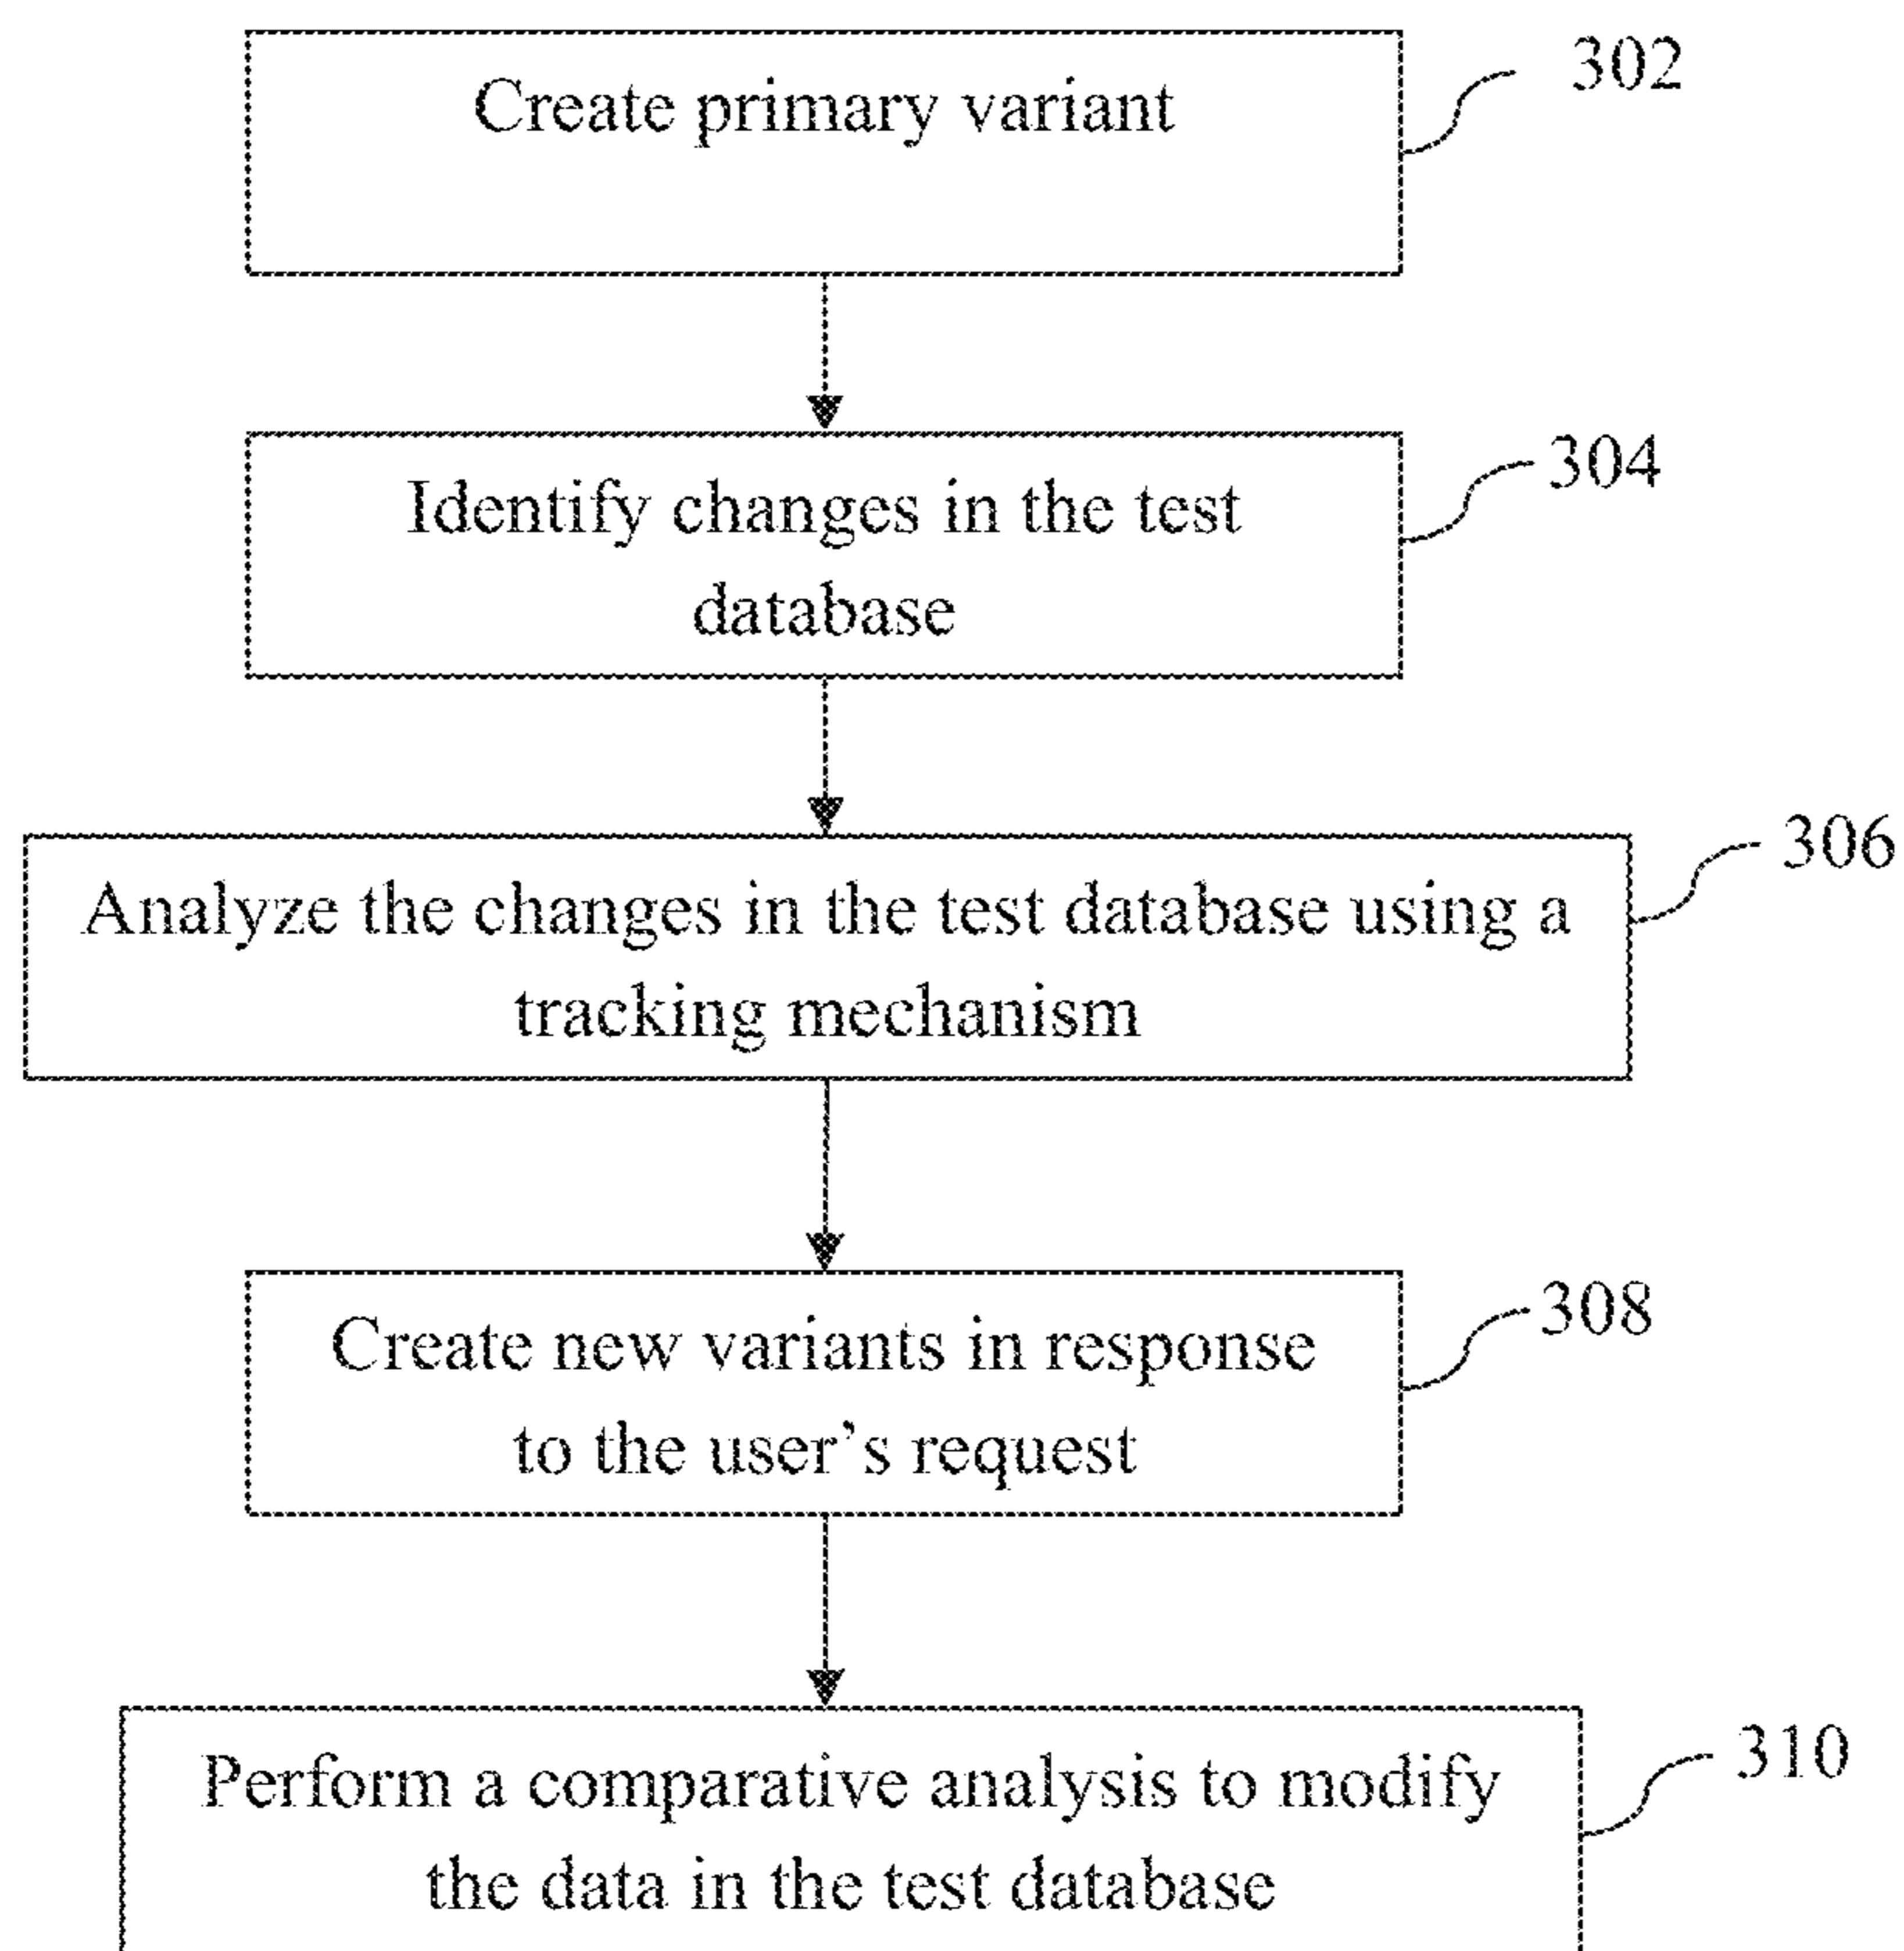 Create primary variant
302
Identify changes in the test
database
304
Analyze the changes in the test database using a
tracking mechanism
306
Create new variants in response
to the user’s request
308
Perform a comparative analysis to modify
the data in the test database
310